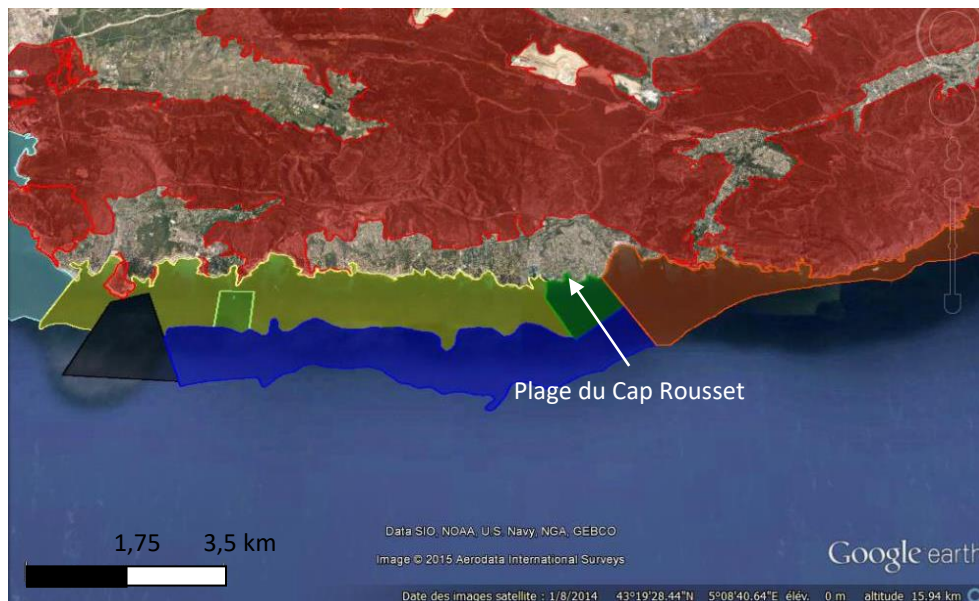 Plage du Cap Rousset
Data SIO, NOAA, U.S. Navy, NGA, GEBCO
1,75 3,5 km
Image © 2015 Aerodata International Surveys
Google earth
Date des images satellite : 1/8/2014 43°19'28.44"N 5°08'40.64"E élév. 0 m altitude 15.94 km